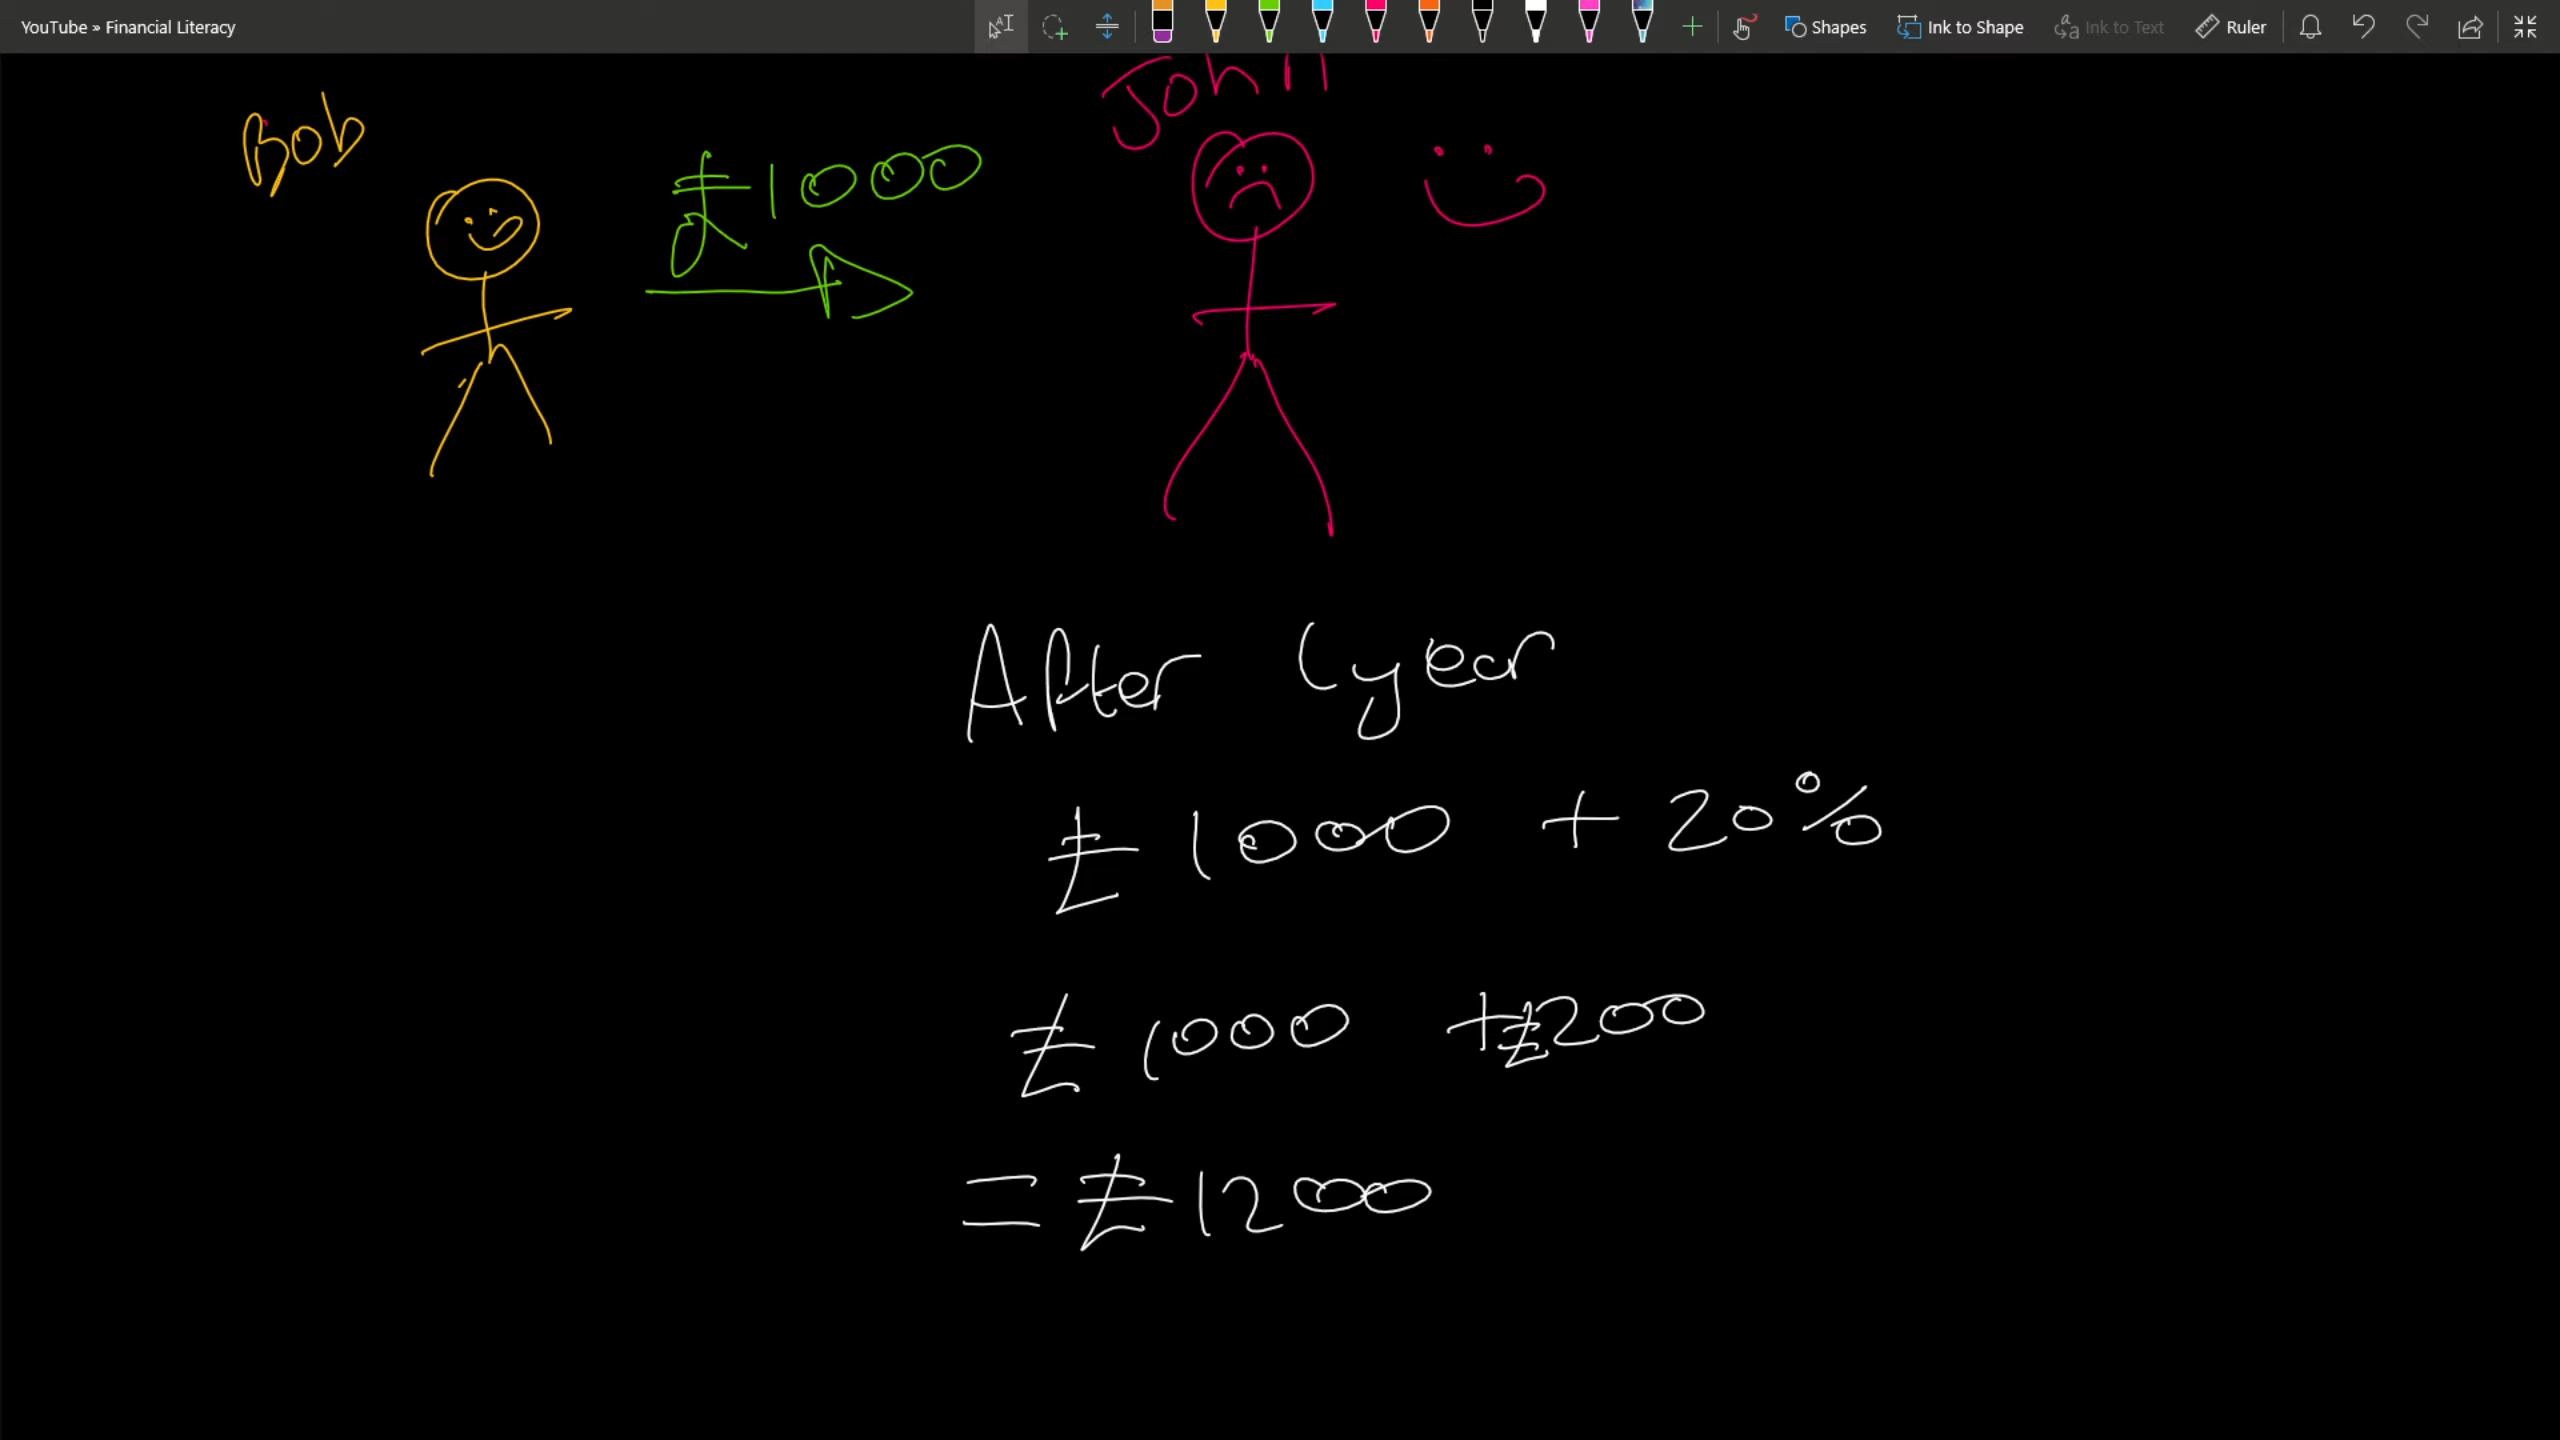 YouTube » Financial Literacy
Shapes
Ink to Shape
Ink to Text
Ruler
John
Bob
£1000
After 1 year
£1000 + 20%
£1000 +£200
= £1200